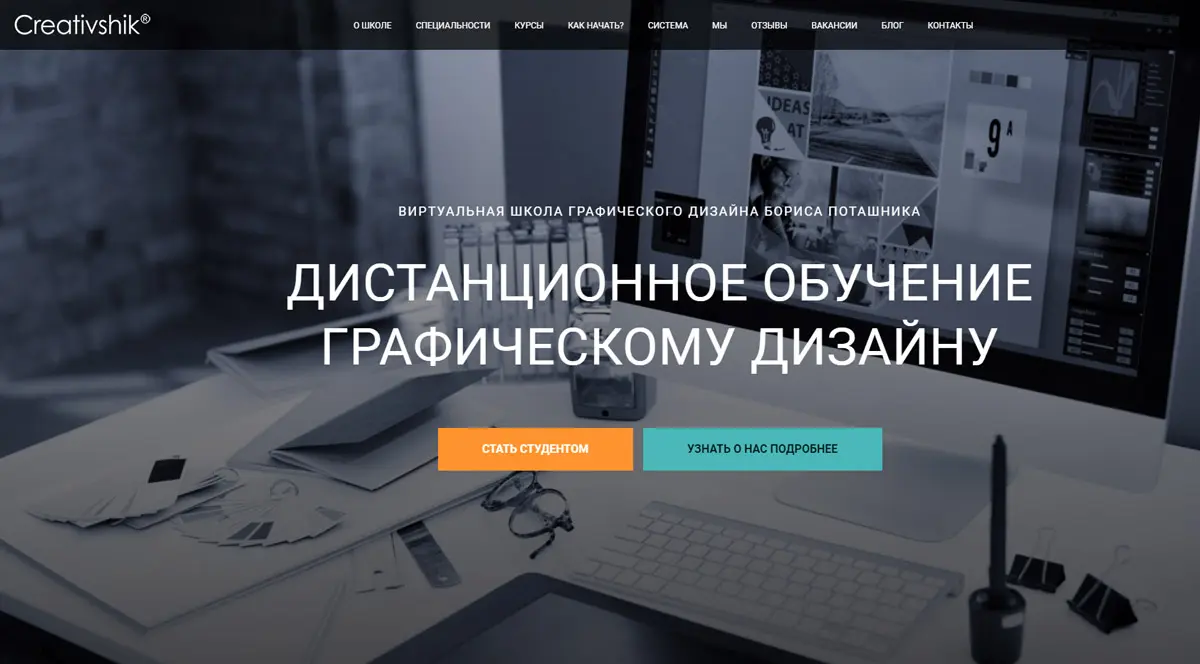 Creativshik®
О ШКОЛЕ СПЕЦИАЛЬНОСТИ КУРСЫ КАК НАЧАТЬ? СИСТЕМА МЫ ОТЗЫВЫ ВАКАНСИИ БЛОГ КОНТАКТЫ
IDEAS
AT
9 A
ВИРТУАЛЬНАЯ ШКОЛА ГРАФИЧЕСКОГО ДИЗАЙНА БОРИСА ПОТАШНИКА
ДИСТАНЦИОННОЕ ОБУЧЕНИЕ
ГРАФИЧЕСКОМУ ДИЗАЙНУ
СТАТЬ СТУДЕНТОМ
УЗНАТЬ О НАС ПОДРОБНЕЕ